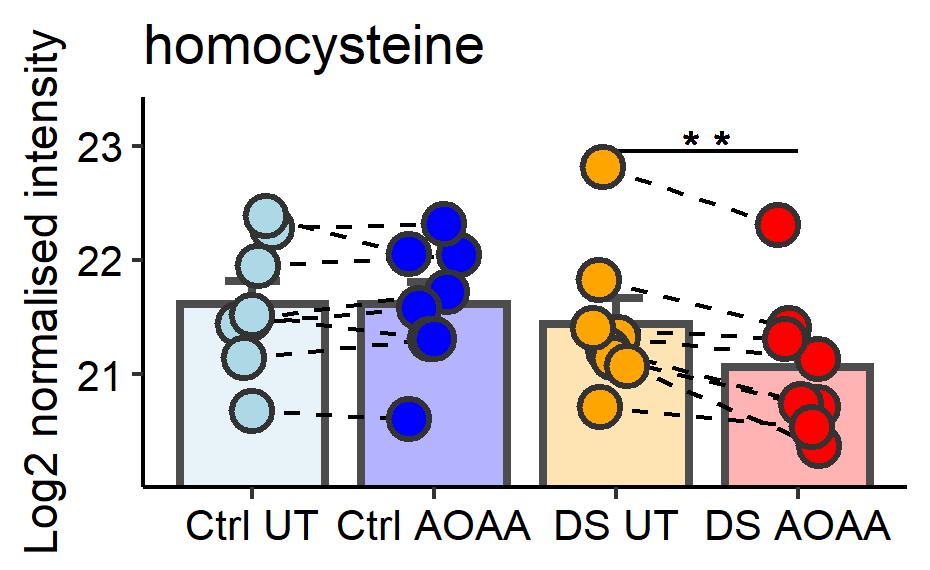 homocysteine
Log2 normalised intensity
23
22
21
**
Ctrl UT
Ctrl AOAA
DS UT
DS AOAA